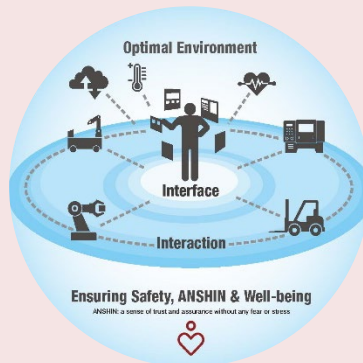 Optimal Environment
Interface
Interaction
Ensuring Safety, ANSHIN & Well-being
ANSHIN: a sense of trust and assurance without any fear or stress